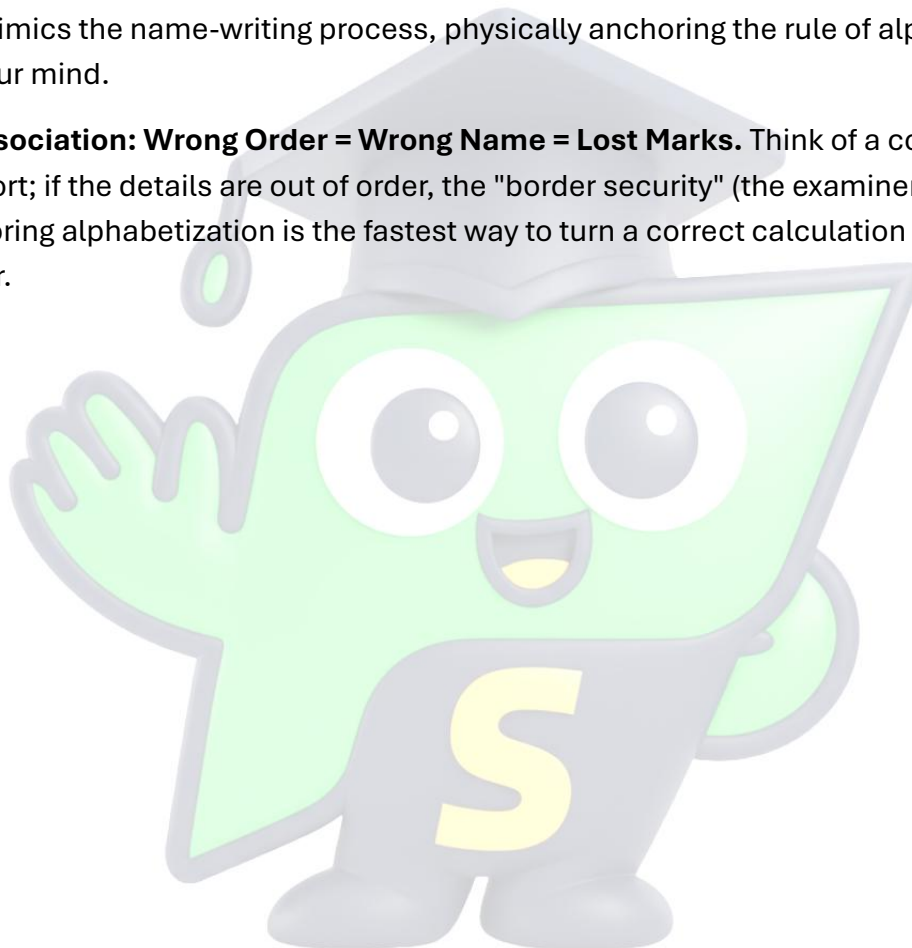 imics the name-writing process, physically anchoring the rule of alp
ur mind.
sociation: Wrong Order = Wrong Name = Lost Marks. Think of a co
ort; if the details are out of order, the "border security" (the examiner
oring alphabetization is the fastest way to turn a correct calculation
r.
S